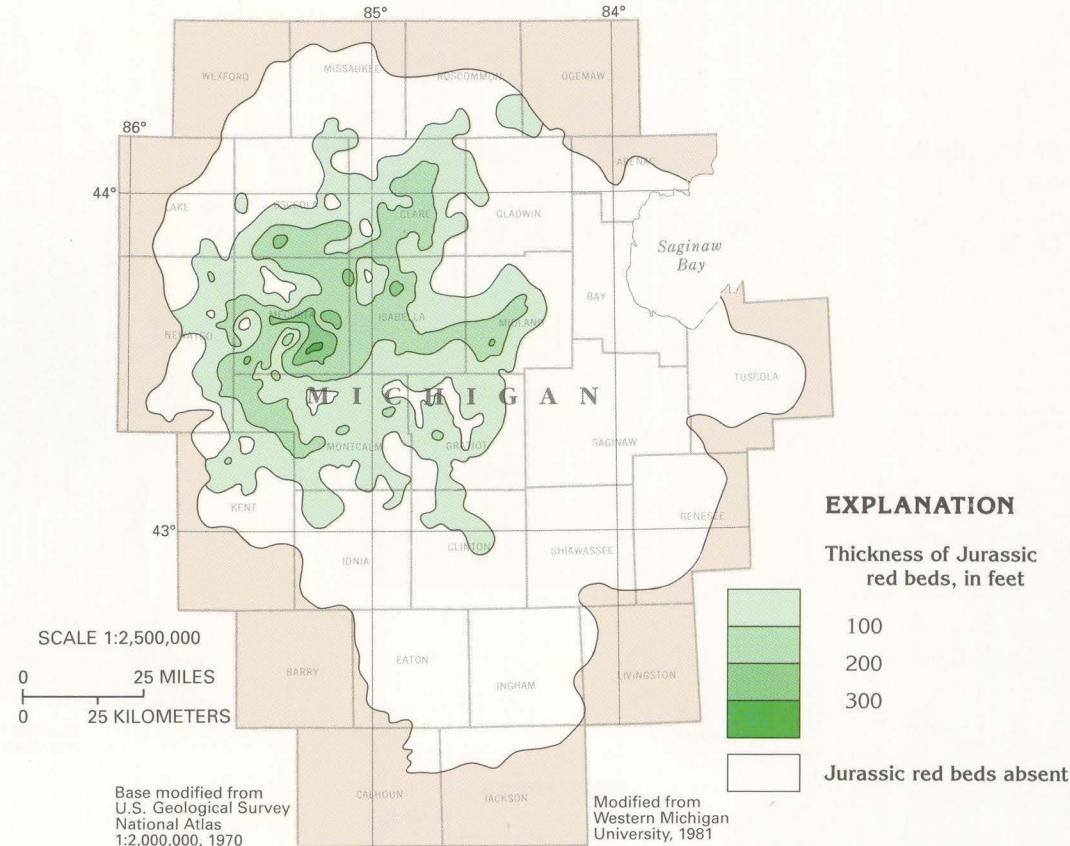 85°
84°
WEXFORD
MISSAUKEE
ROSCOMMON
OGEMAW
86°
ARENAC
44°
LAKE
OSCEOLA
CLARE
GLADWIN
Saginaw
Bay
BAY
NEWAYGO
MECOSTA
ISABELLA
MIDLAND
TUSCOLA
MICHIGAN
MONTCALM
GRATIOT
SAGINAW
KENT
GENESEE
43°
IDNIA
CLINTON
SHIAWASSEE
EXPLANATION
Thickness of Jurassic
red beds, in feet
100
200
300
Jurassic red beds absent
SCALE 1:2,500,000
0 25 MILES
0 25 KILOMETERS
BARRY
EATON
INGHAM
LIVINGSTON
CALHOUN
JACKSON
Base modified from
U.S. Geological Survey
National Atlas
1:2,000,000, 1970
Modified from
Western Michigan
University, 1981